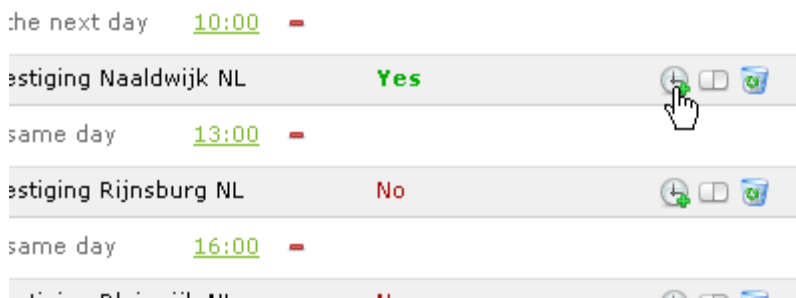 the next day 10:00
estiging Naaldwijk NL Yes
same day 13:00
estiging Rijnsburg NL No
same day 16:00